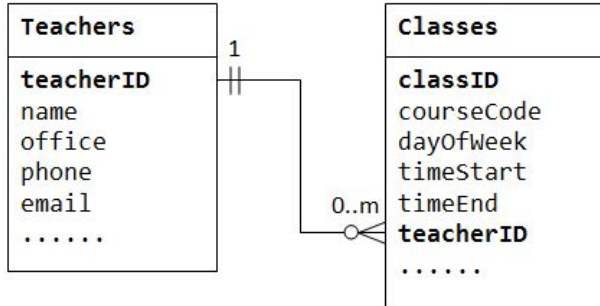 Teachers
teacherID
name
office
phone
email
......
1
0..m
Classes
classID
courseCode
dayOfWeek
timeStart
timeEnd
teacherID
......